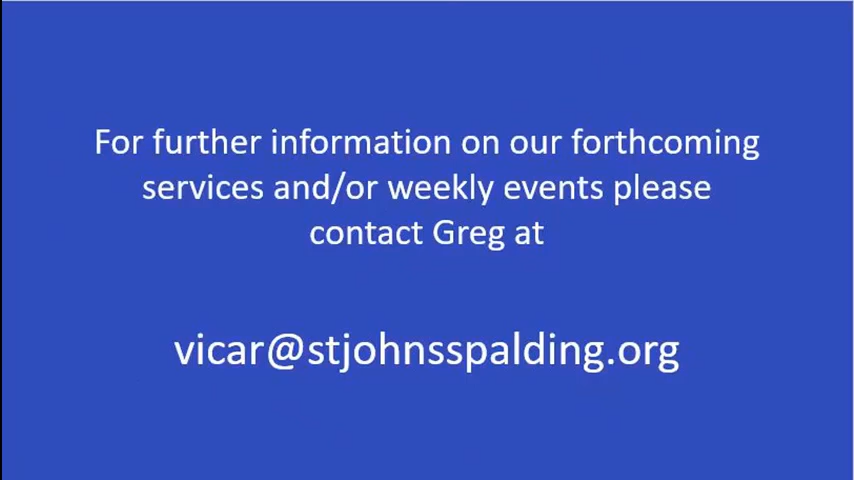 For further information on our forthcoming
services and/or weekly events please
contact Greg at
vicar@stjohnsspalding.org